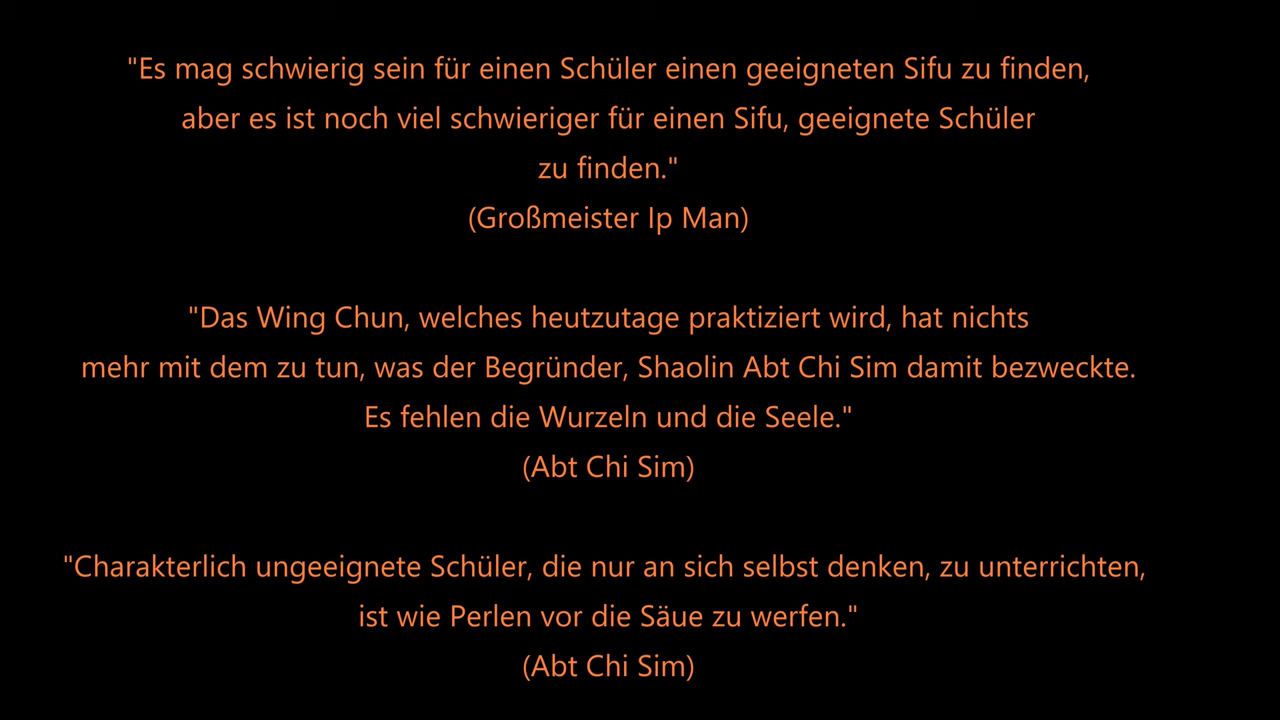 "Es mag schwierig sein für einen Schüler einen geeigneten Sifu zu finden,
aber es ist noch viel schwieriger für einen Sifu, geeignete Schüler
zu finden."
(Großmeister Ip Man)
"Das Wing Chun, welches heutzutage praktiziert wird, hat nichts
mehr mit dem zu tun, was der Begründer, Shaolin Abt Chi Sim damit bezweckte.
Es fehlen die Wurzeln und die Seele."
(Abt Chi Sim)
"Charakterlich ungeeignete Schüler, die nur an sich selbst denken, zu unterrichten,
ist wie Perlen vor die Säue zu werfen."
(Abt Chi Sim)